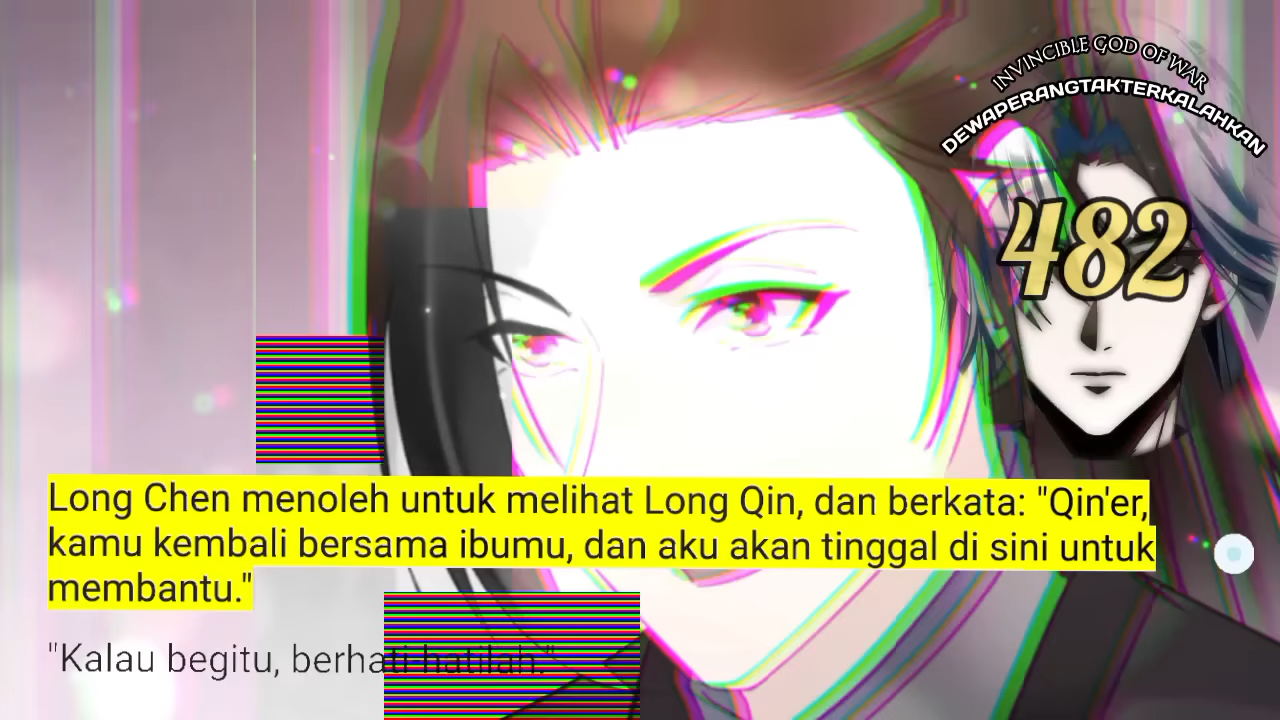 INVINCIBLE GOD OF WAR
DEWAPERANGTAKTERKALAHKAN
482
Long Chen menoleh untuk melihat Long Qin, dan berkata: "Qin'er,
kamu kembali bersama ibumu, dan aku akan tinggal di sini untuk
membantu."
"Kalau begitu, berhati-hatilah."